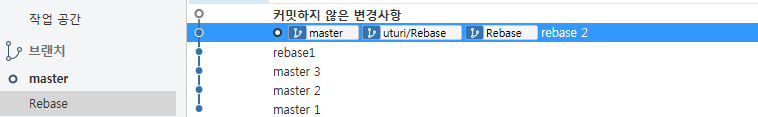 작업 공간
브랜치
master
Rebase
커밋하지 않은 변경사항
master uturi/Rebase Rebase rebase 2
rebase1
master 3
master 2
master 1